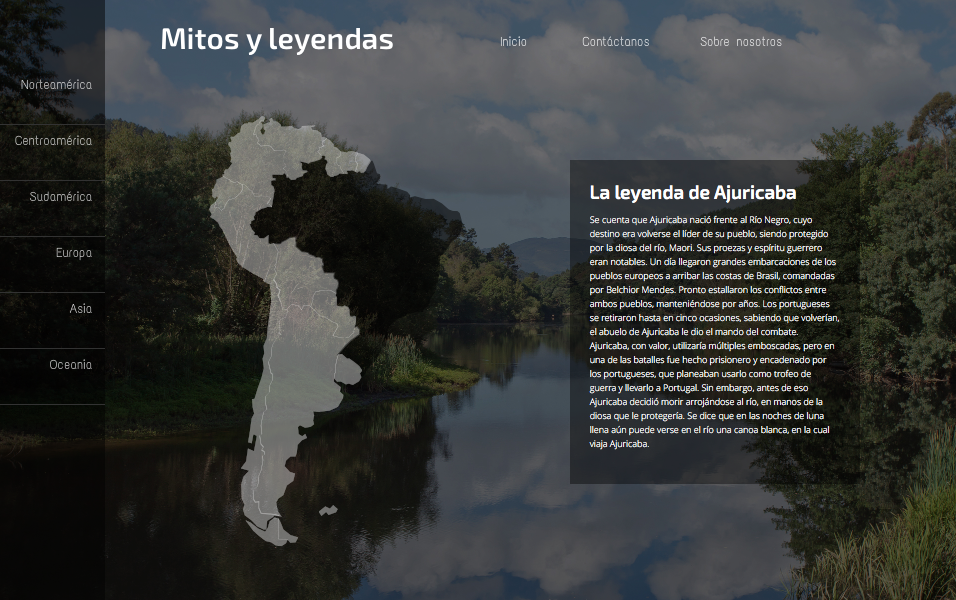 Mitos y leyendas
Inicio
Contáctanos
Sobre nosotros
Norteamérica
Centroamérica
Sudamérica
Europa
Asia
Oceania
La leyenda de Ajuricaba
Se cuenta que Ajuricaba nació frente al Río Negro, cuyo
destino era volverse el líder de su pueblo, siendo protegido
por la diosa del río, Maori. Sus proezas y espíritu guerrero
eran notables. Un día llegaron grandes embarcaciones de los
pueblos europeos a arribar las costas de Brasil, comandadas
por Belchior Mendes. Pronto estallaron los conflictos entre
ambos pueblos, manteniéndose por años. Los portugueses
se retiraron hasta en cinco ocasiones, sabiendo que volverían,
el abuelo de Ajuricaba le dio el mando del combate.
Ajuricaba, con valor, utilizaría múltiples emboscadas, pero en
una de las batalles fue hecho prisionero y encadenado por
los portugueses, que planeaban usarlo como trofeo de
guerra y llevarlo a Portugal. Sin embargo, antes de eso
Ajuricaba decidió morir arrojándose al río, en manos de la
diosa que le protegería. Se dice que en las noches de luna
llena aún puede verse en el río una canoa blanca, en la cual
viaja Ajuricaba.